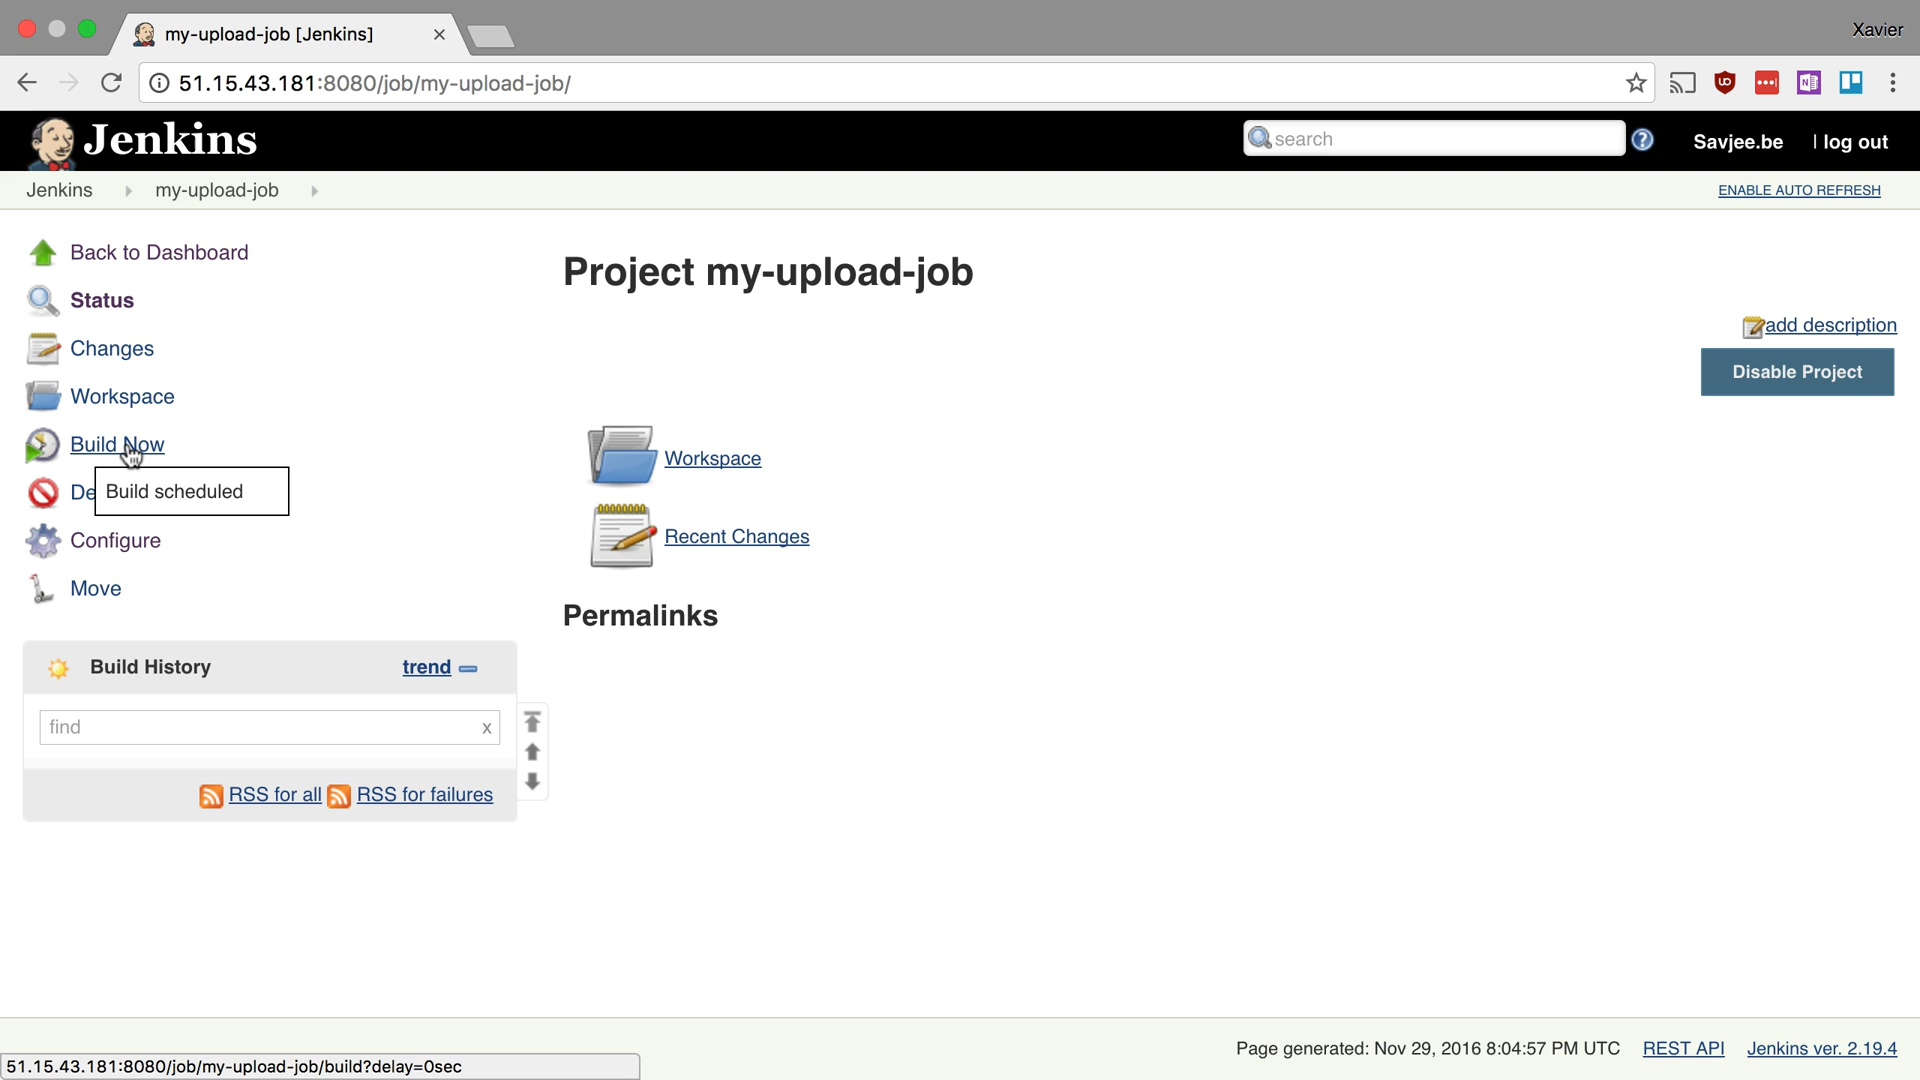 my-upload-job [Jenkins]
Xavier
51.15.43.181:8080/job/my-upload-job/
Jenkins
search
Savjee.be | log out
Jenkins my-upload-job
ENABLE AUTO REFRESH
Back to Dashboard
Status
Changes
Workspace
Build Now
De
Build scheduled
Configure
Move
Build History
trend
find
x
RSS for all RSS for failures
Project my-upload-job
add description
Disable Project
Workspace
Recent Changes
Permalinks
Page generated: Nov 29, 2016 8:04:57 PM UTC REST API Jenkins ver. 2.19.4
51.15.43.181:8080/job/my-upload-job/build?delay=0sec